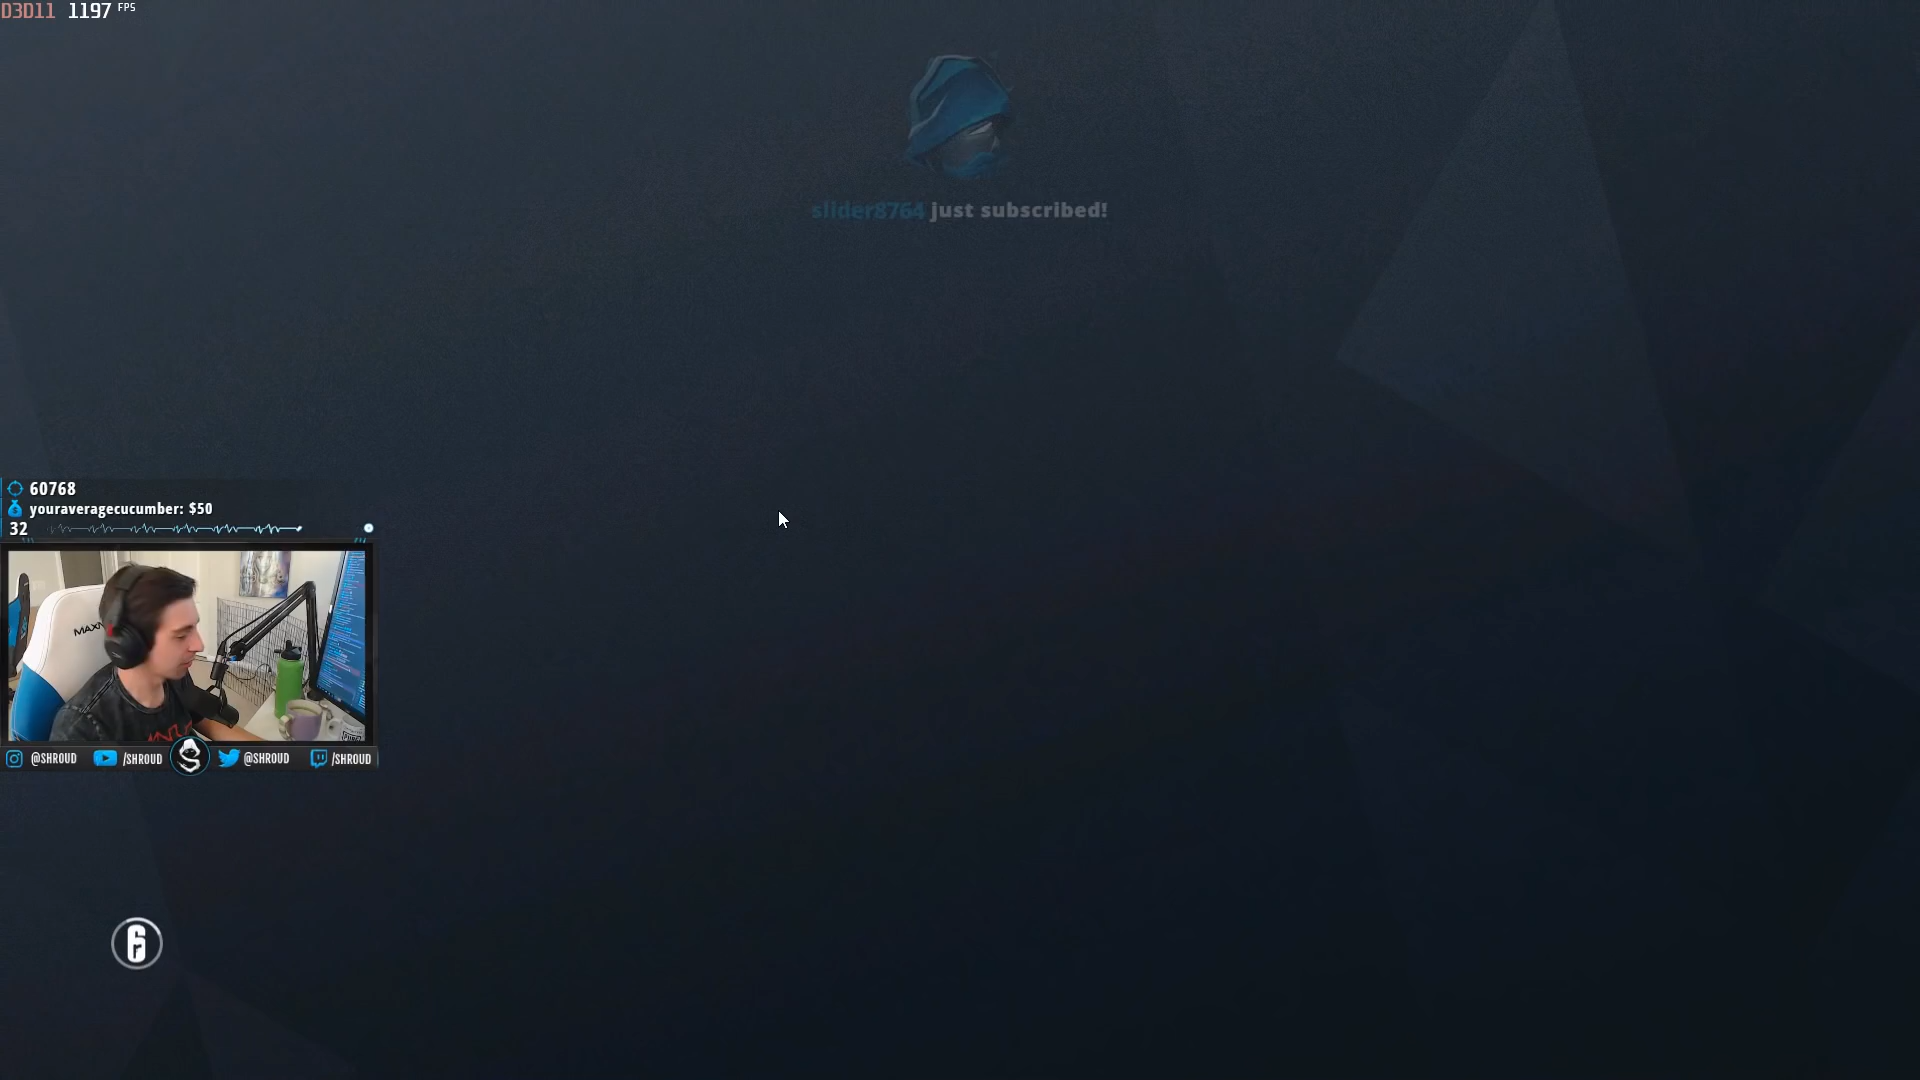 D3D11 1197 FPS
slider8764 just subscribed!
60768
youraveragecucumber: $50
32
MAXN
@SHROUD /SHROUD @SHROUD /SHROUD